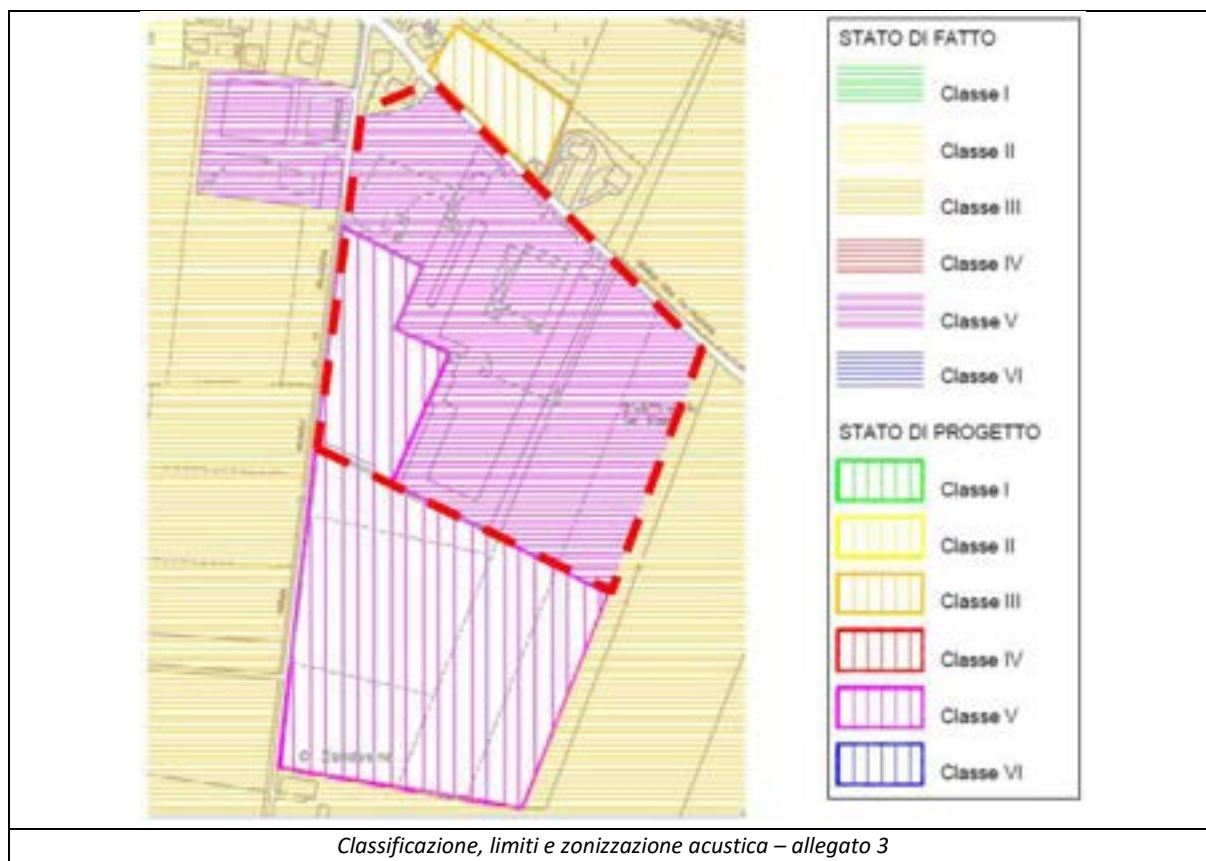 STATO DI FATTO
Classe I
Classe II
Classe III
Classe IV
Classe V
Classe VI
STATO DI PROGETTO
Classe I
Classe II
Classe III
Classe IV
Classe V
Classe VI
Classificazione, limiti e zonizzazione acustica – allegato 3